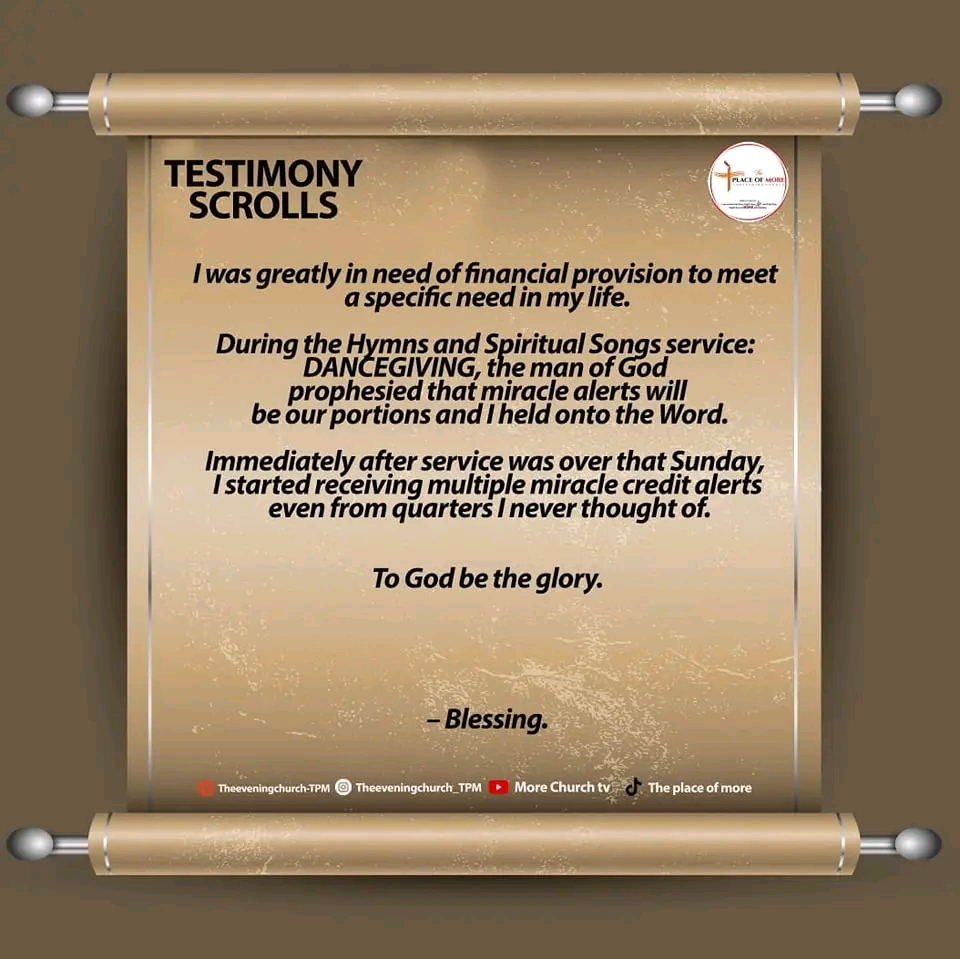 TESTIMONY
SCROLLS
The
PLACE OF MORE
I was greatly in need of financial provision to meet
a specific need in my life.
During the Hymns and Spiritual Songs service:
DANCEGIVING, the man of God
prophesied that miracle alerts will
be our portions and I held onto the Word.
Immediately after service was over that Sunday,
I started receiving multiple miracle credit alerts
even from quarters I never thought of.
To God be the glory.
– Blessing.
Theeveningchurch-TPM Theeveningchurch_TPM More Church tv The place of more